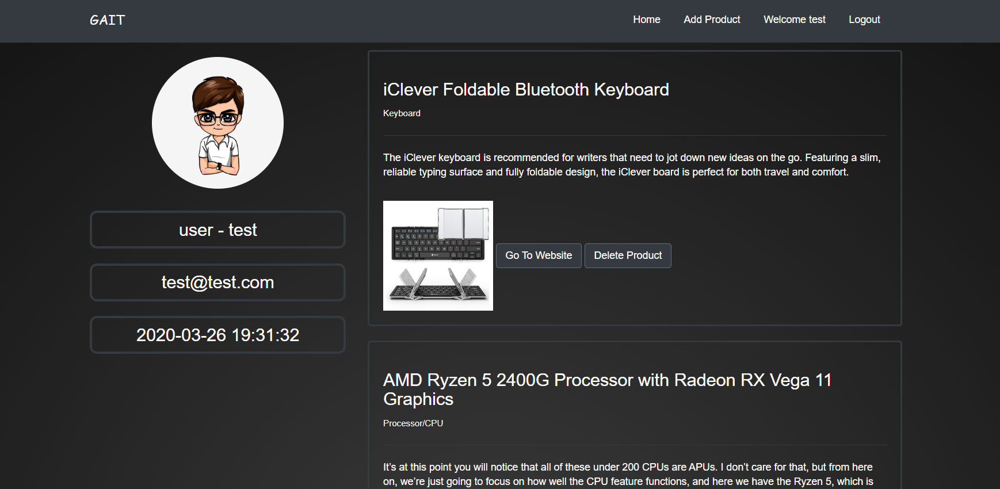 GAIT
Home
Add Product
Welcome test
Logout
user - test
test@test.com
2020-03-26 19:31:32
iClever Foldable Bluetooth Keyboard
Keyboard
The iClever keyboard is recommended for writers that need to jot down new ideas on the go. Featuring a slim,
reliable typing surface and fully foldable design, the iClever board is perfect for both travel and comfort.
Go To Website
Delete Product
AMD Ryzen 5 2400G Processor with Radeon RX Vega 11
Graphics
Processor/CPU
It’s at this point you will notice that all of these under 200 CPUs are APUs. I don’t care for that, but from here
on, we’re just going to focus on how well the CPU feature functions, and here we have the Ryzen 5, which is